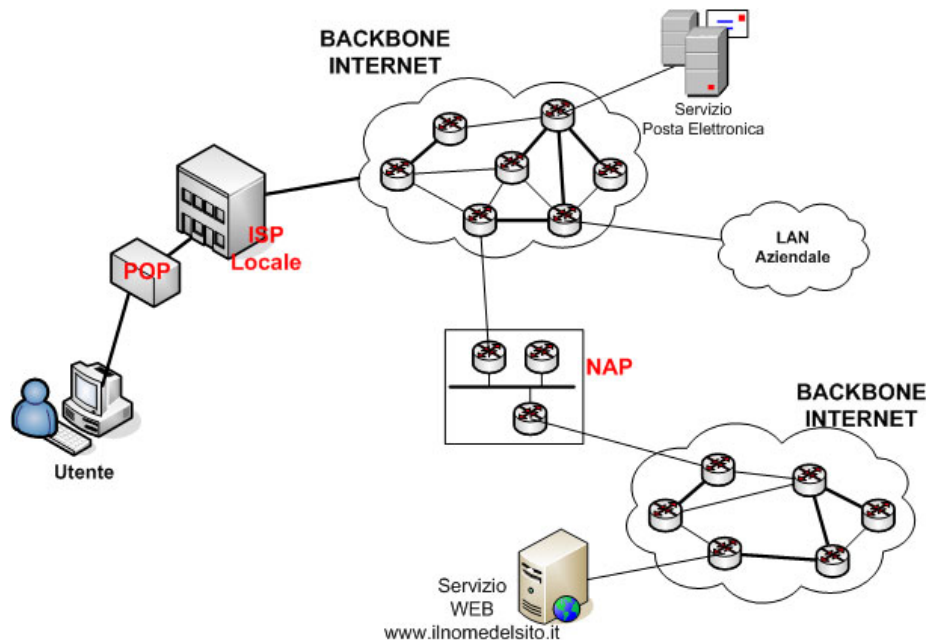 BACKBONE
INTERNET
Servizio
Posta Elettronica
ISP
Locale
POP
LAN
Aziendale
NAP
Utente
BACKBONE
INTERNET
Servizio
WEB
www.ilnomedelsito.it